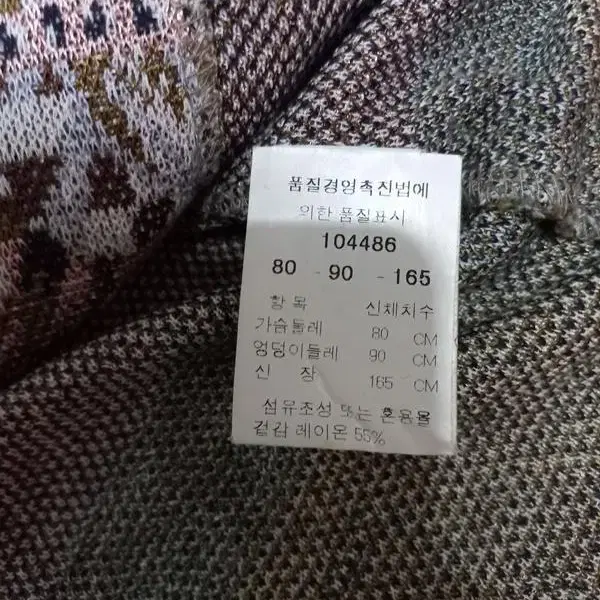 품질경영촉진법에
의한 품질표시
104486
80 - 90 - 165
항 목 신체치수
가슴둘레 80 CM
엉덩이들레 90 CM
신 장 165 CM
섬유조성 또는 혼용율
겉감 레이온 55%